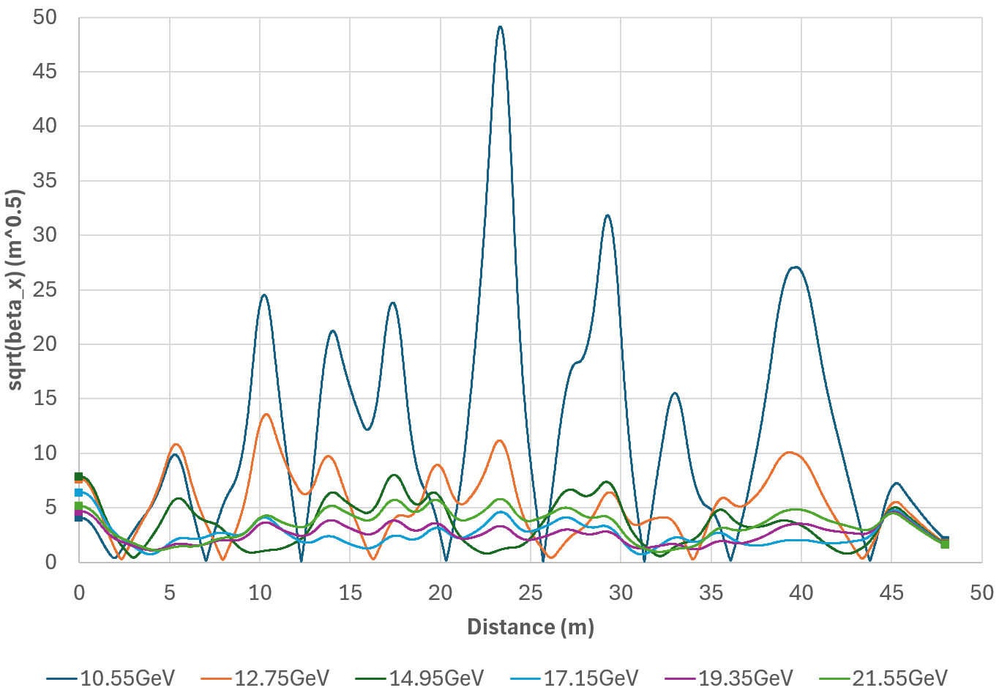 50
45
40
35
30
25
20
15
10
5
0
sqrt(beta_x) (m^0.5)
0 5 10 15 20 25 30 35 40 45 50
Distance (m)
10.55GeV 12.75GeV 14.95GeV 17.15GeV 19.35GeV 21.55GeV